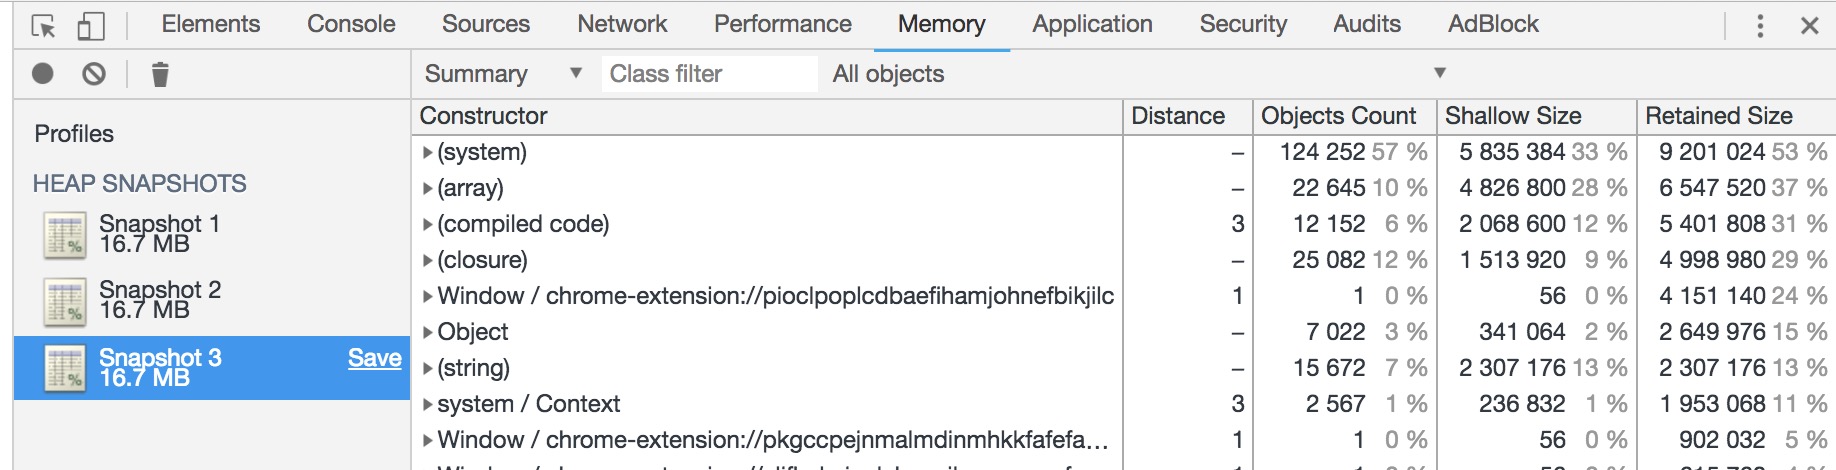 Elements Console Sources Network Performance Memory Application Security Audits AdBlock
Summary Class filter All objects
Profiles
HEAP SNAPSHOTS
Snapshot 1
16.7 MB
Snapshot 2
16.7 MB
Snapshot 3 Save
16.7 MB
Constructor Distance Objects Count Shallow Size Retained Size
(system) – 124 252 57 % 5 835 384 33 % 9 201 024 53 %
(array) – 22 645 10 % 4 826 800 28 % 6 547 520 37 %
(compiled code) 3 12 152 6 % 2 068 600 12 % 5 401 808 31 %
(closure) – 25 082 12 % 1 513 920 9 % 4 998 980 29 %
Window / chrome-extension://pioclpoplcdbaefihamjohnefbikjilc 1 1 0 % 56 0 % 4 151 140 24 %
Object – 7 022 3 % 341 064 2 % 2 649 976 15 %
(string) – 15 672 7 % 2 307 176 13 % 2 307 176 13 %
system / Context 3 2 567 1 % 236 832 1 % 1 953 068 11 %
Window / chrome-extension://pkgccpejnmalmdinmhkkfafefa… 1 1 0 % 56 0 % 902 032 5 %